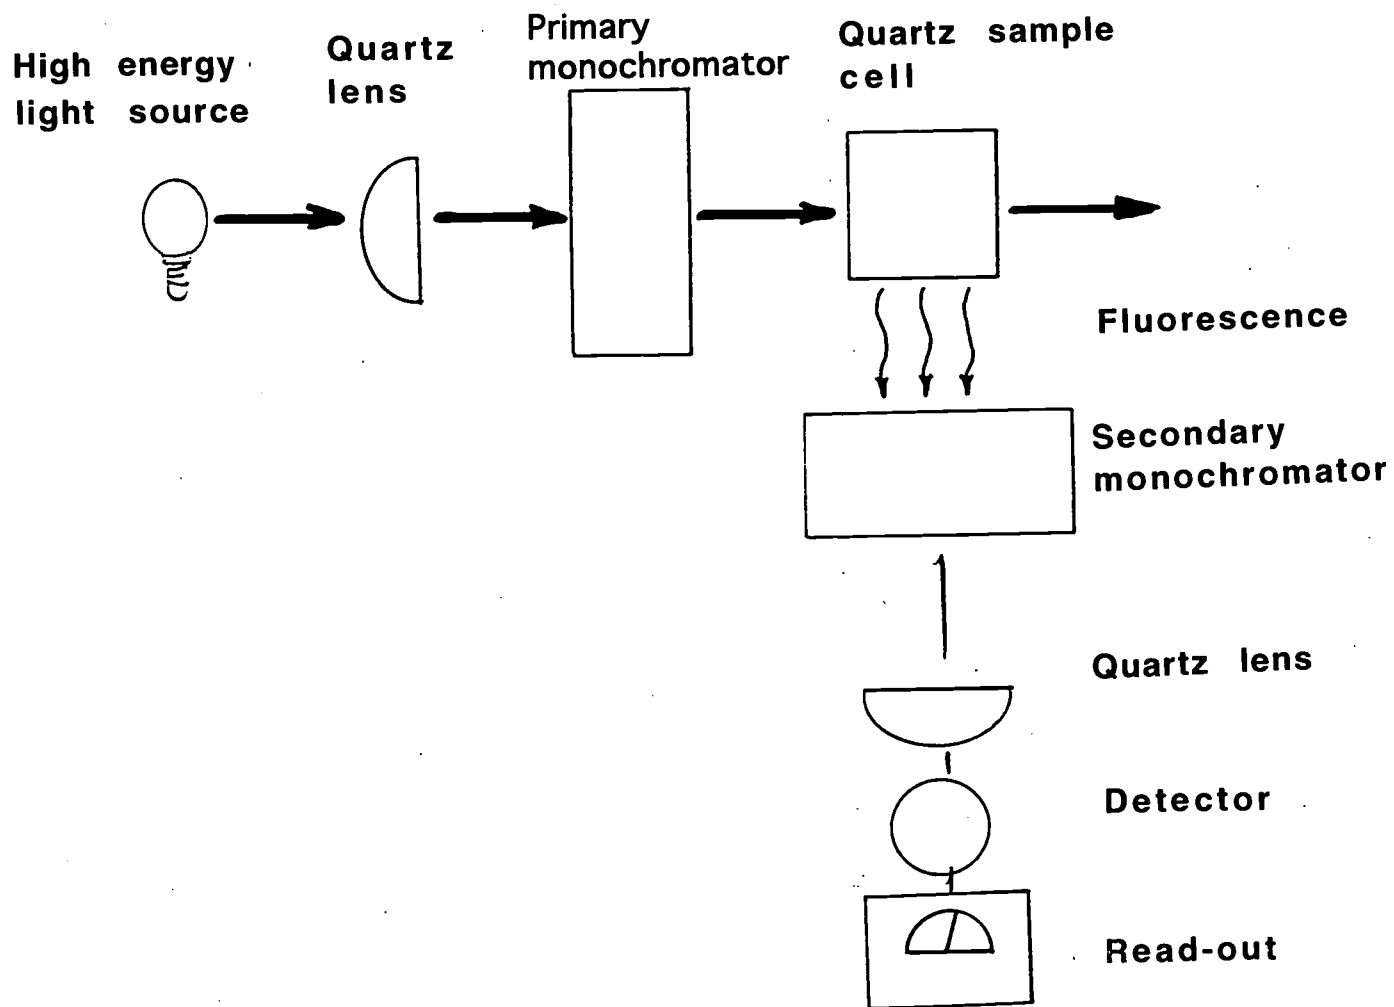 High energy
light source
Quartz
lens
Primary
monochromator
Quartz sample
cell
Fluorescence
Secondary
monochromator
Quartz lens
Detector
Read-out